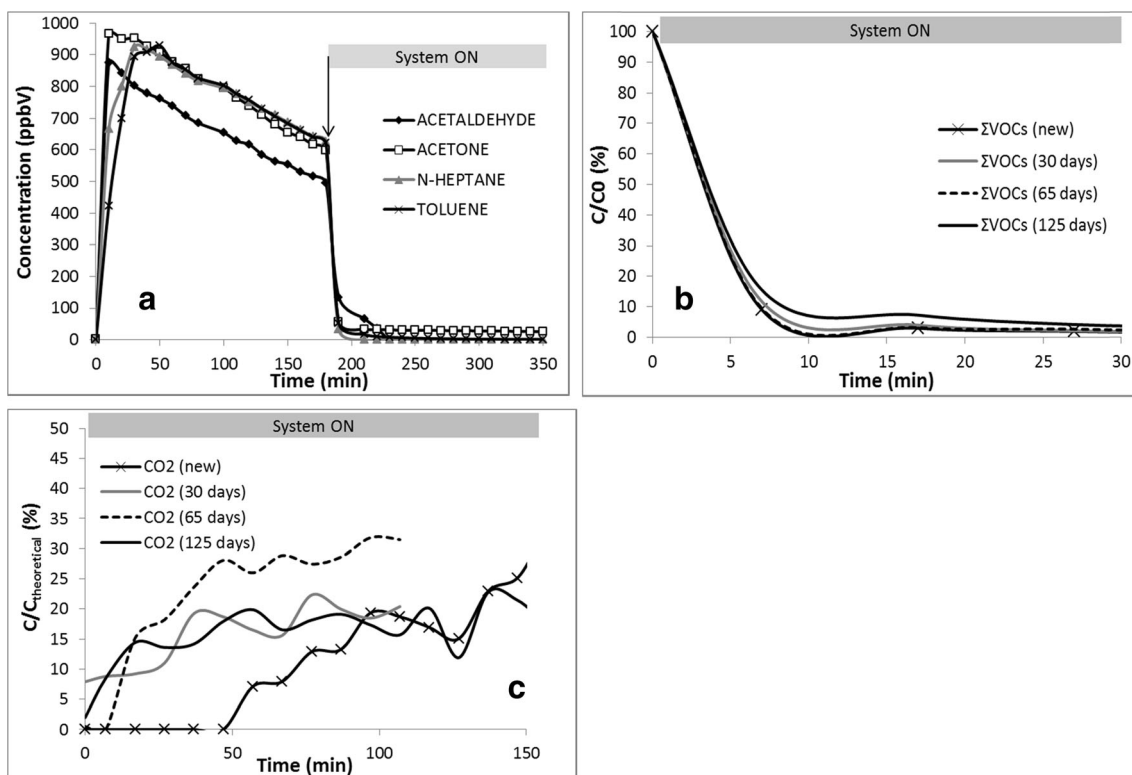 1000
900
800
700
600
500
400
300
200
100
0
Concentration (ppbV)
System ON
ACETALDEHYDE
ACETONE
N-HEPTANE
TOLUENE
a
0 50 100 150 200 250 300 350
Time (min)
System ON
100
90
80
70
60
50
40
30
20
10
0
C/C0 (%)
ΣVOCs (new)
ΣVOCs (30 days)
ΣVOCs (65 days)
ΣVOCs (125 days)
b
0 5 10 15 20 25 30
Time (min)
System ON
50
45
40
35
30
25
20
15
10
5
0
C/Ctheoretical (%)
CO2 (new)
CO2 (30 days)
CO2 (65 days)
CO2 (125 days)
c
0 50 100 150
Time (min)